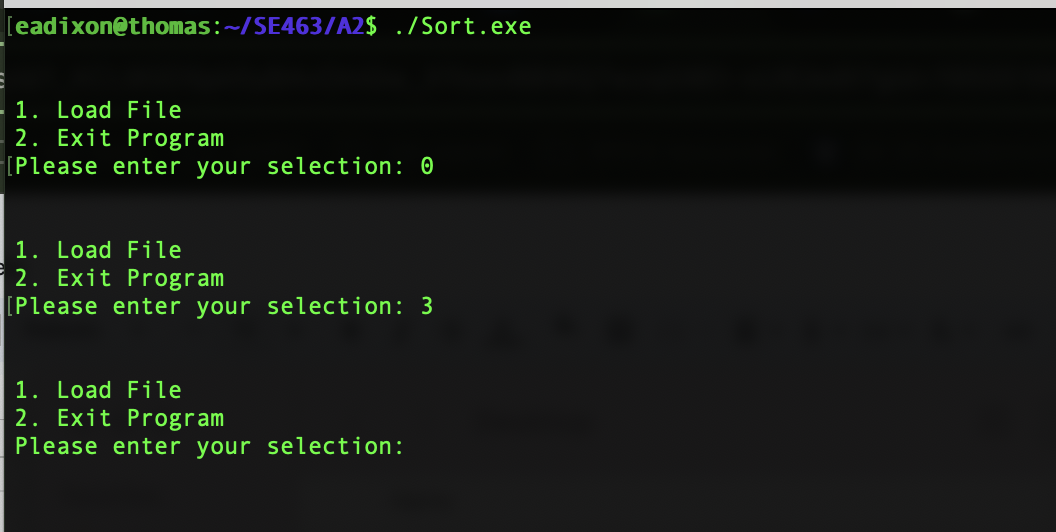 [eadixon@thomas:~/SE463/A2$ ./Sort.exe
1. Load File
2. Exit Program
[Please enter your selection: 0
1. Load File
2. Exit Program
[Please enter your selection: 3
1. Load File
2. Exit Program
Please enter your selection: